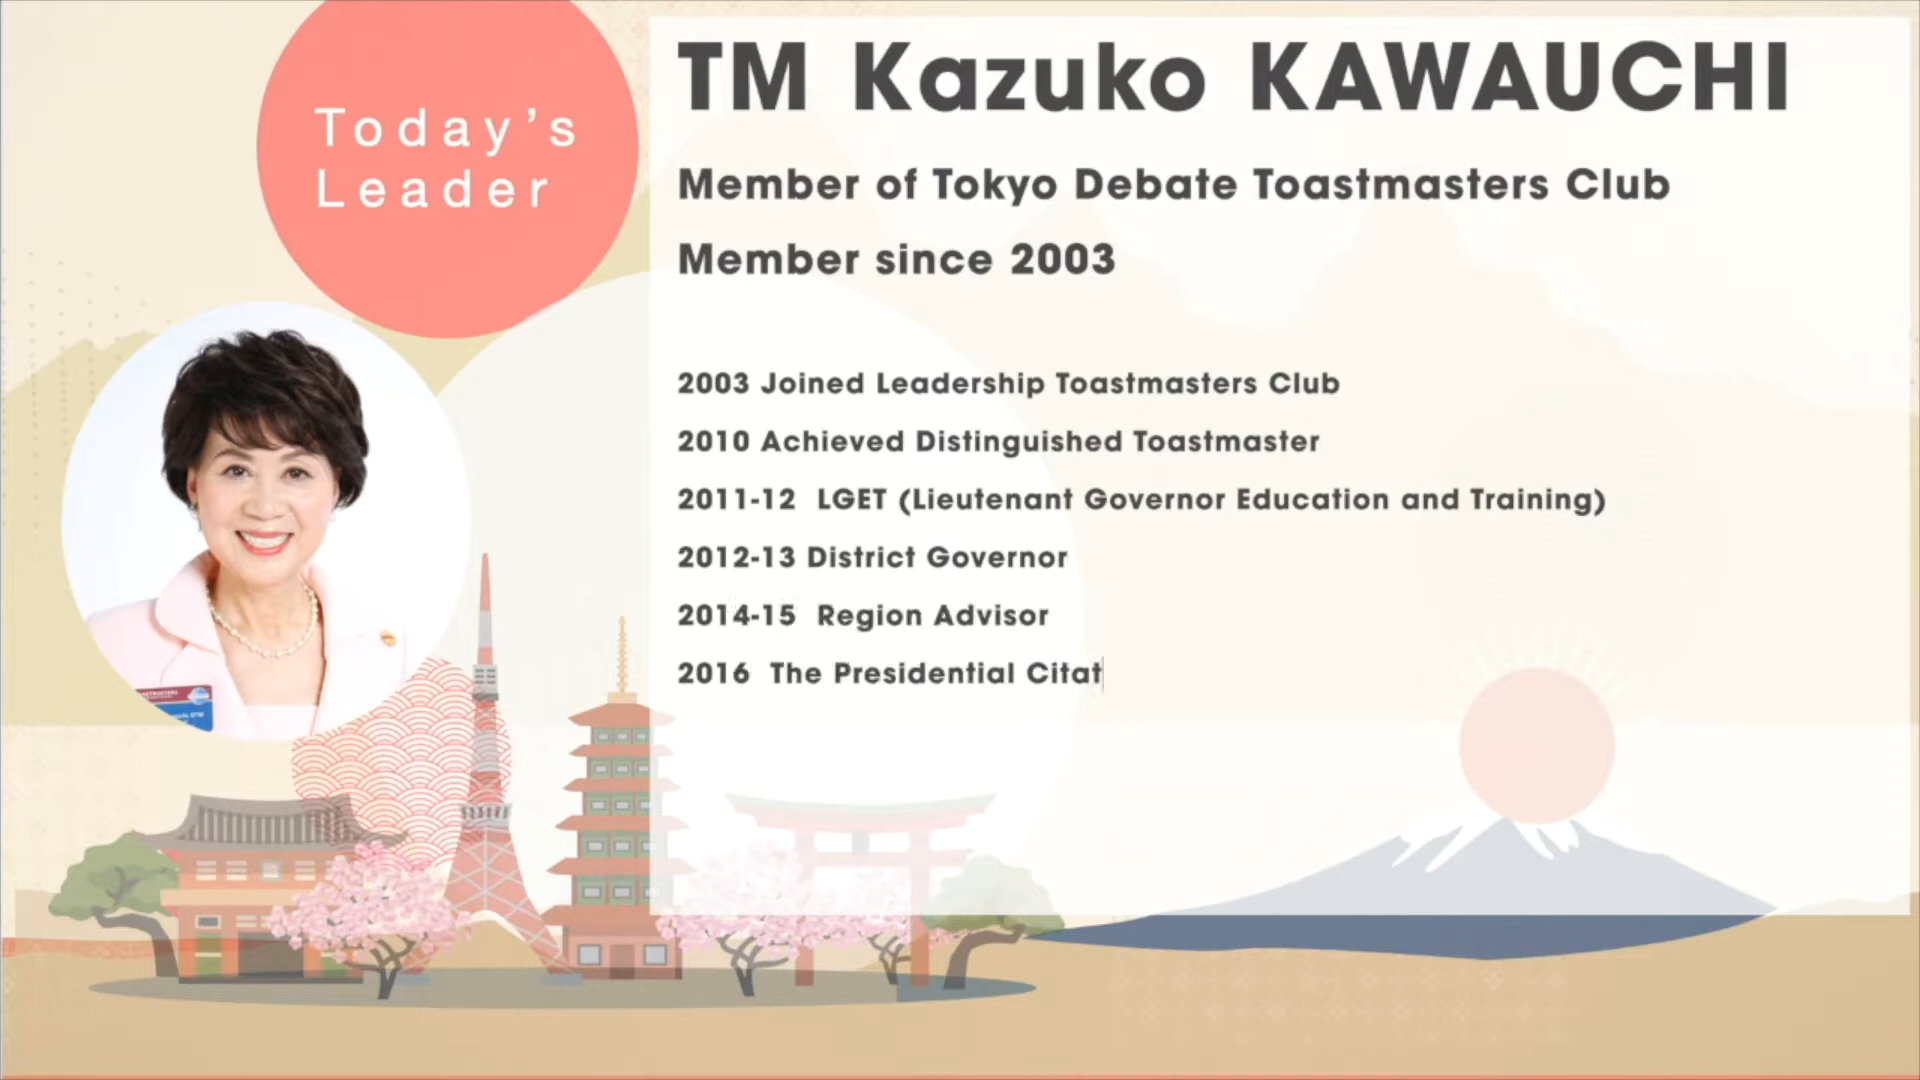 Today's
Leader
TM Kazuko KAWAUCHI
Member of Tokyo Debate Toastmasters Club
Member since 2003
2003 Joined Leadership Toastmasters Club
2010 Achieved Distinguished Toastmaster
2011-12 LGET (Lieutenant Governor Education and Training)
2012-13 District Governor
2014-15 Region Advisor
2016 The Presidential Citat